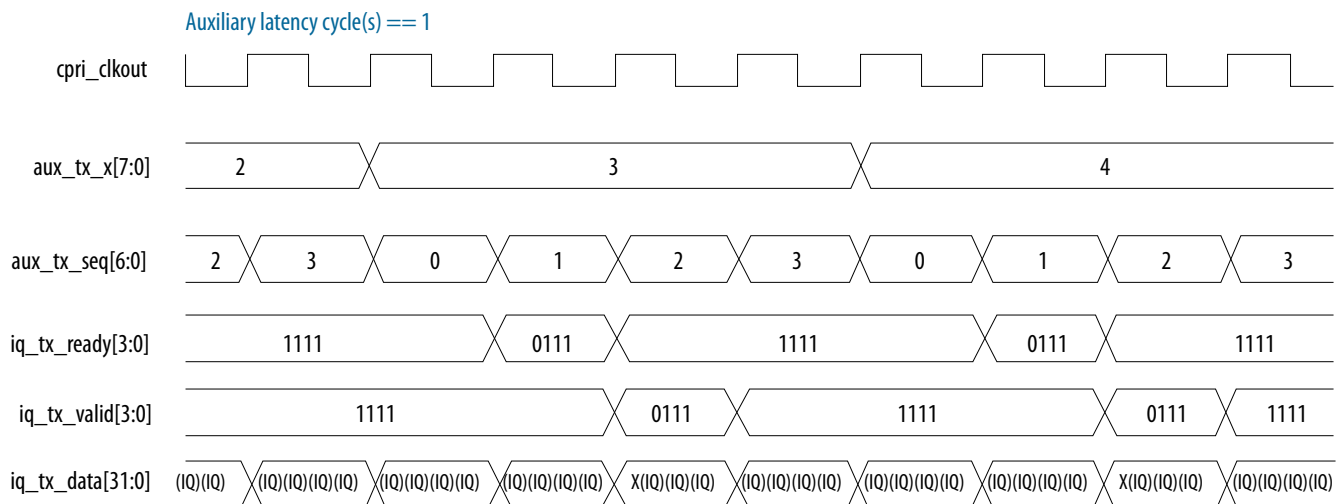 Auxiliary latency cycle(s) == 1
cpri_clkout
aux_tx_x[7:0] 2 3 4
aux_tx_seq[6:0] 2 3 0 1 2 3 0 1 2 3
iq_tx_ready[3:0] 1111 0111 1111 0111 1111
iq_tx_valid[3:0] 1111 0111 1111 0111 1111
iq_tx_data[31:0] (IQ)(IQ) (IQ)(IQ)(IQ)(IQ) (IQ)(IQ)(IQ)(IQ) (IQ)(IQ)(IQ)(IQ) X(IQ)(IQ)(IQ) (IQ)(IQ)(IQ)(IQ) (IQ)(IQ)(IQ)(IQ) (IQ)(IQ)(IQ)(IQ) X(IQ)(IQ)(IQ) (IQ)(IQ)(IQ)(IQ)